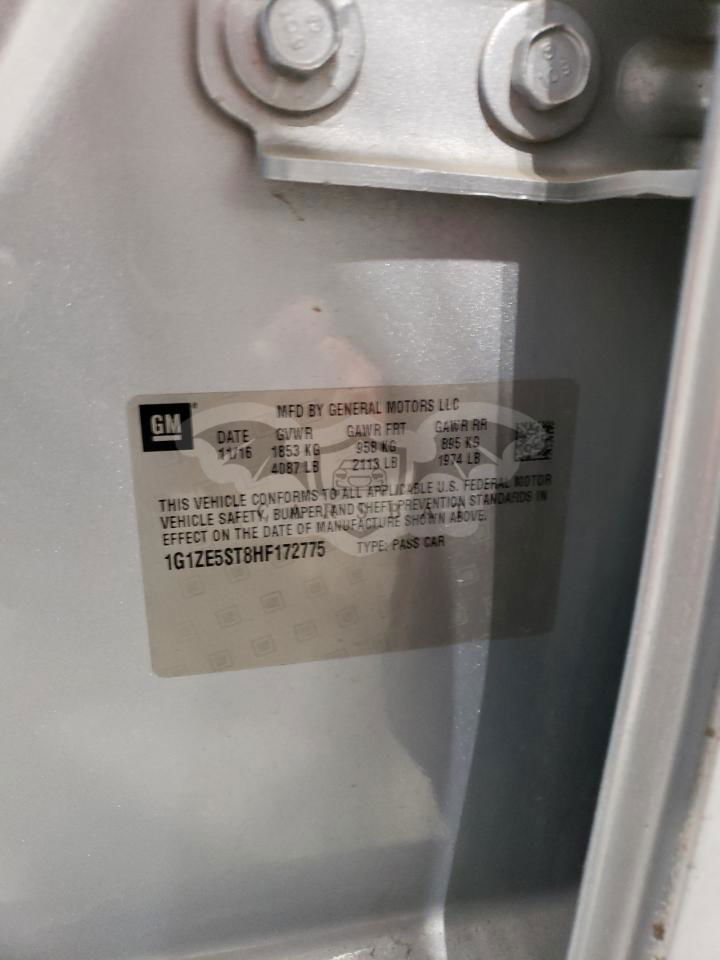 GM
MFD BY GENERAL MOTORS LLC
DATE GVWR GAWR FRT GAWR RR
11/16 1853 KG 958 KG 895 KG
4087 LB 2113 LB 1974 LB
THIS VEHICLE CONFORMS TO ALL APPLICABLE U.S. FEDERAL MOTOR
VEHICLE SAFETY, BUMPER, AND THEFT PREVENTION STANDARDS IN
EFFECT ON THE DATE OF MANUFACTURE SHOWN ABOVE.
1G1ZE5ST8HF172775 TYPE: PASS CAR